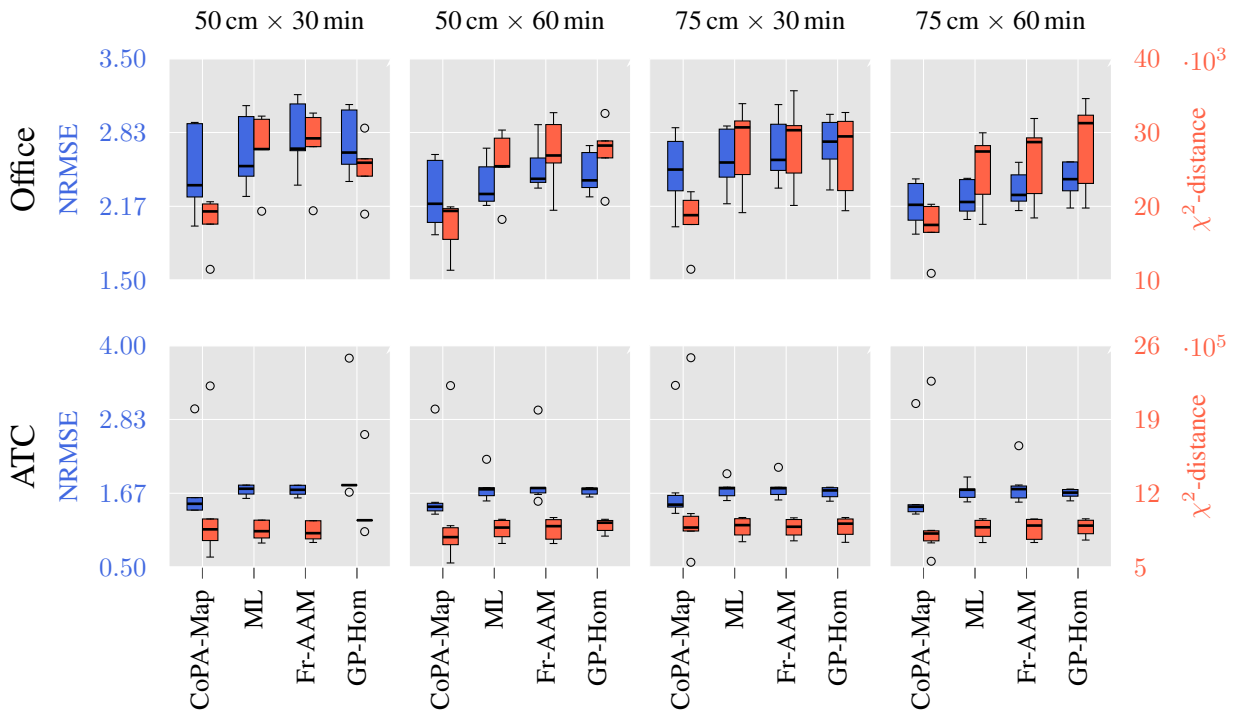 50 cm × 30 min
50 cm × 60 min
75 cm × 30 min
75 cm × 60 min
Office
NRMSE
3.50
2.83
2.17
1.50
40
30
20
10
·10³
χ²-distance
ATC
NRMSE
4.00
2.83
1.67
0.50
26
19
12
5
·10⁵
χ²-distance
CoPA-Map
ML
Fr-AAM
GP-Hom
CoPA-Map
ML
Fr-AAM
GP-Hom
CoPA-Map
ML
Fr-AAM
GP-Hom
CoPA-Map
ML
Fr-AAM
GP-Hom